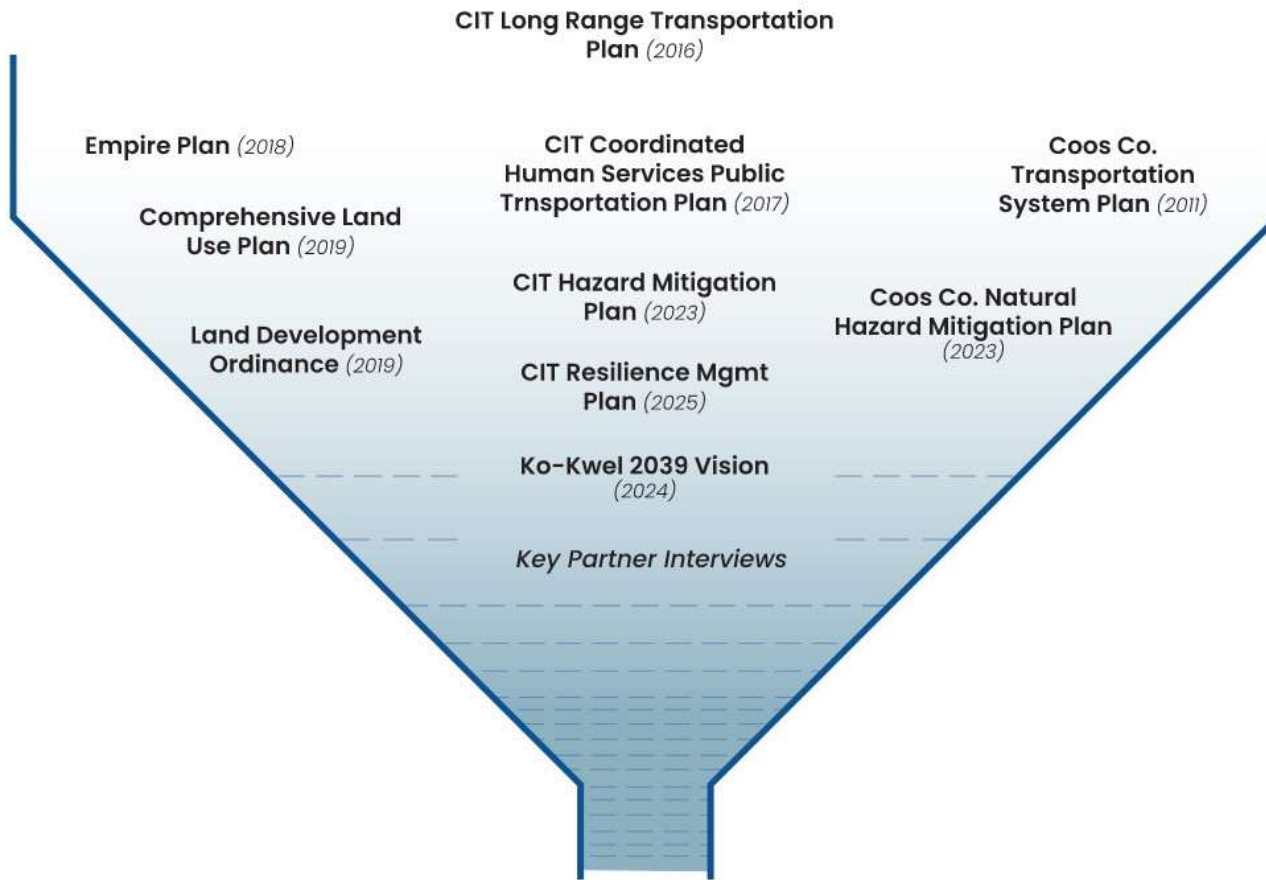 CIT Long Range Transportation
Plan (2016)
Empire Plan (2018)
CIT Coordinated
Human Services Public
Trnsportation Plan (2017)
Coos Co.
Transportation
System Plan (2011)
Comprehensive Land
Use Plan (2019)
CIT Hazard Mitigation
Plan (2023)
Coos Co. Natural
Hazard Mitigation Plan
(2023)
Land Development
Ordinance (2019)
CIT Resilience Mgmt
Plan (2025)
Ko-Kwel 2039 Vision
(2024)
Key Partner Interviews